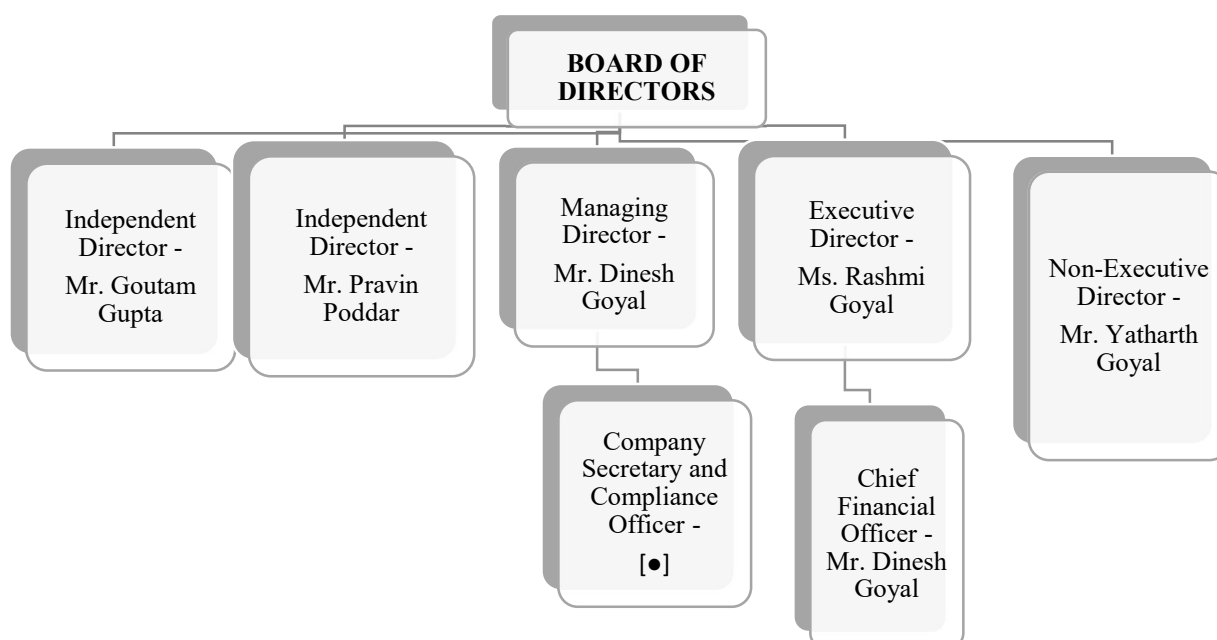 BOARD OF
DIRECTORS
Independent
Director -
Mr. Goutam
Gupta
Independent
Director -
Mr. Pravin
Poddar
Managing
Director -
Mr. Dinesh
Goyal
Executive
Director -
Ms. Rashmi
Goyal
Non-Executive
Director -
Mr. Yatharth
Goyal
Company
Secretary and
Compliance
Officer -
[●]
Chief
Financial
Officer -
Mr. Dinesh
Goyal